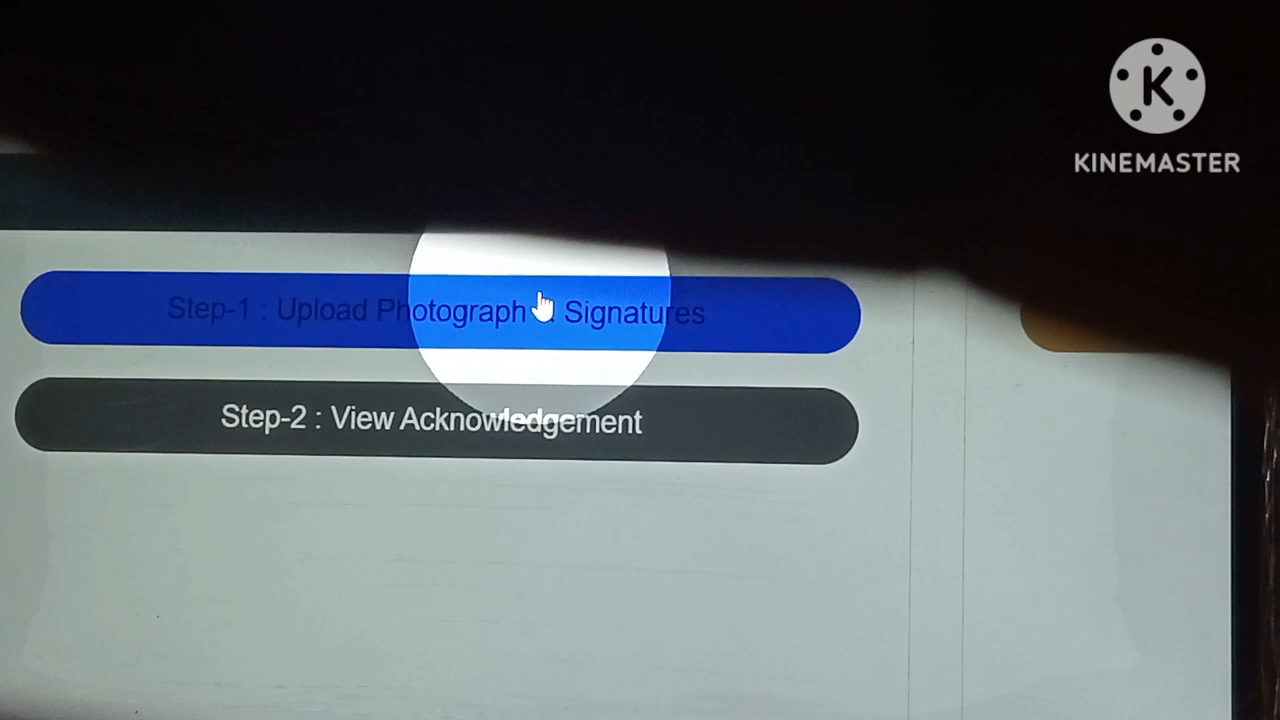 K
KINEMASTER
Step-1 : Upload Photograph & Signatures
Step-2 : View Acknowledgement